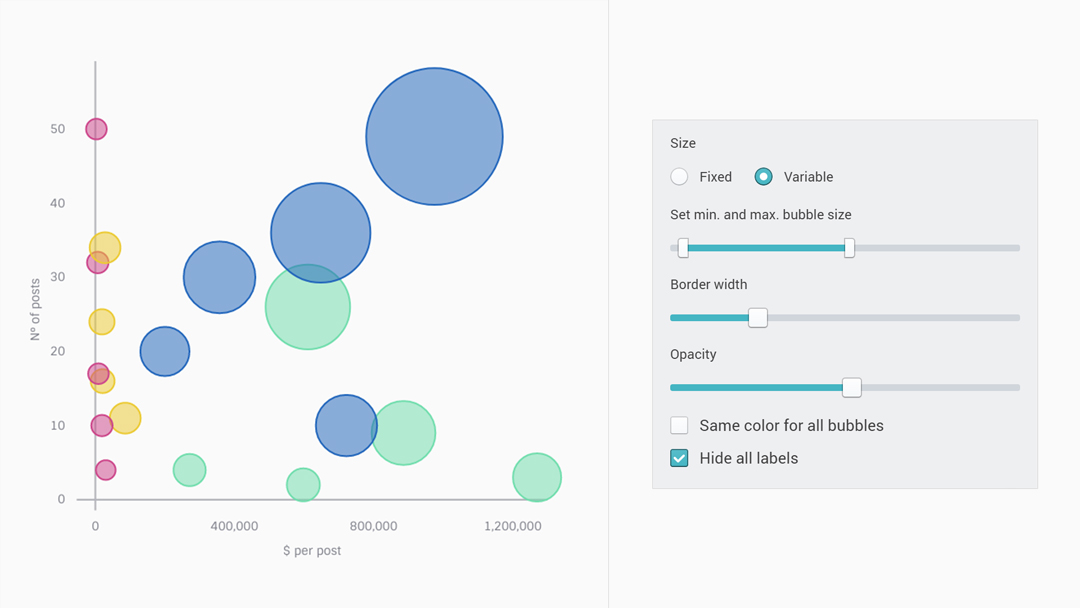 50
40
30
20
10
0
Nº of posts
0 400,000 800,000 1,200,000
$ per post
Size
Fixed Variable
Set min. and max. bubble size
Border width
Opacity
Same color for all bubbles
Hide all labels